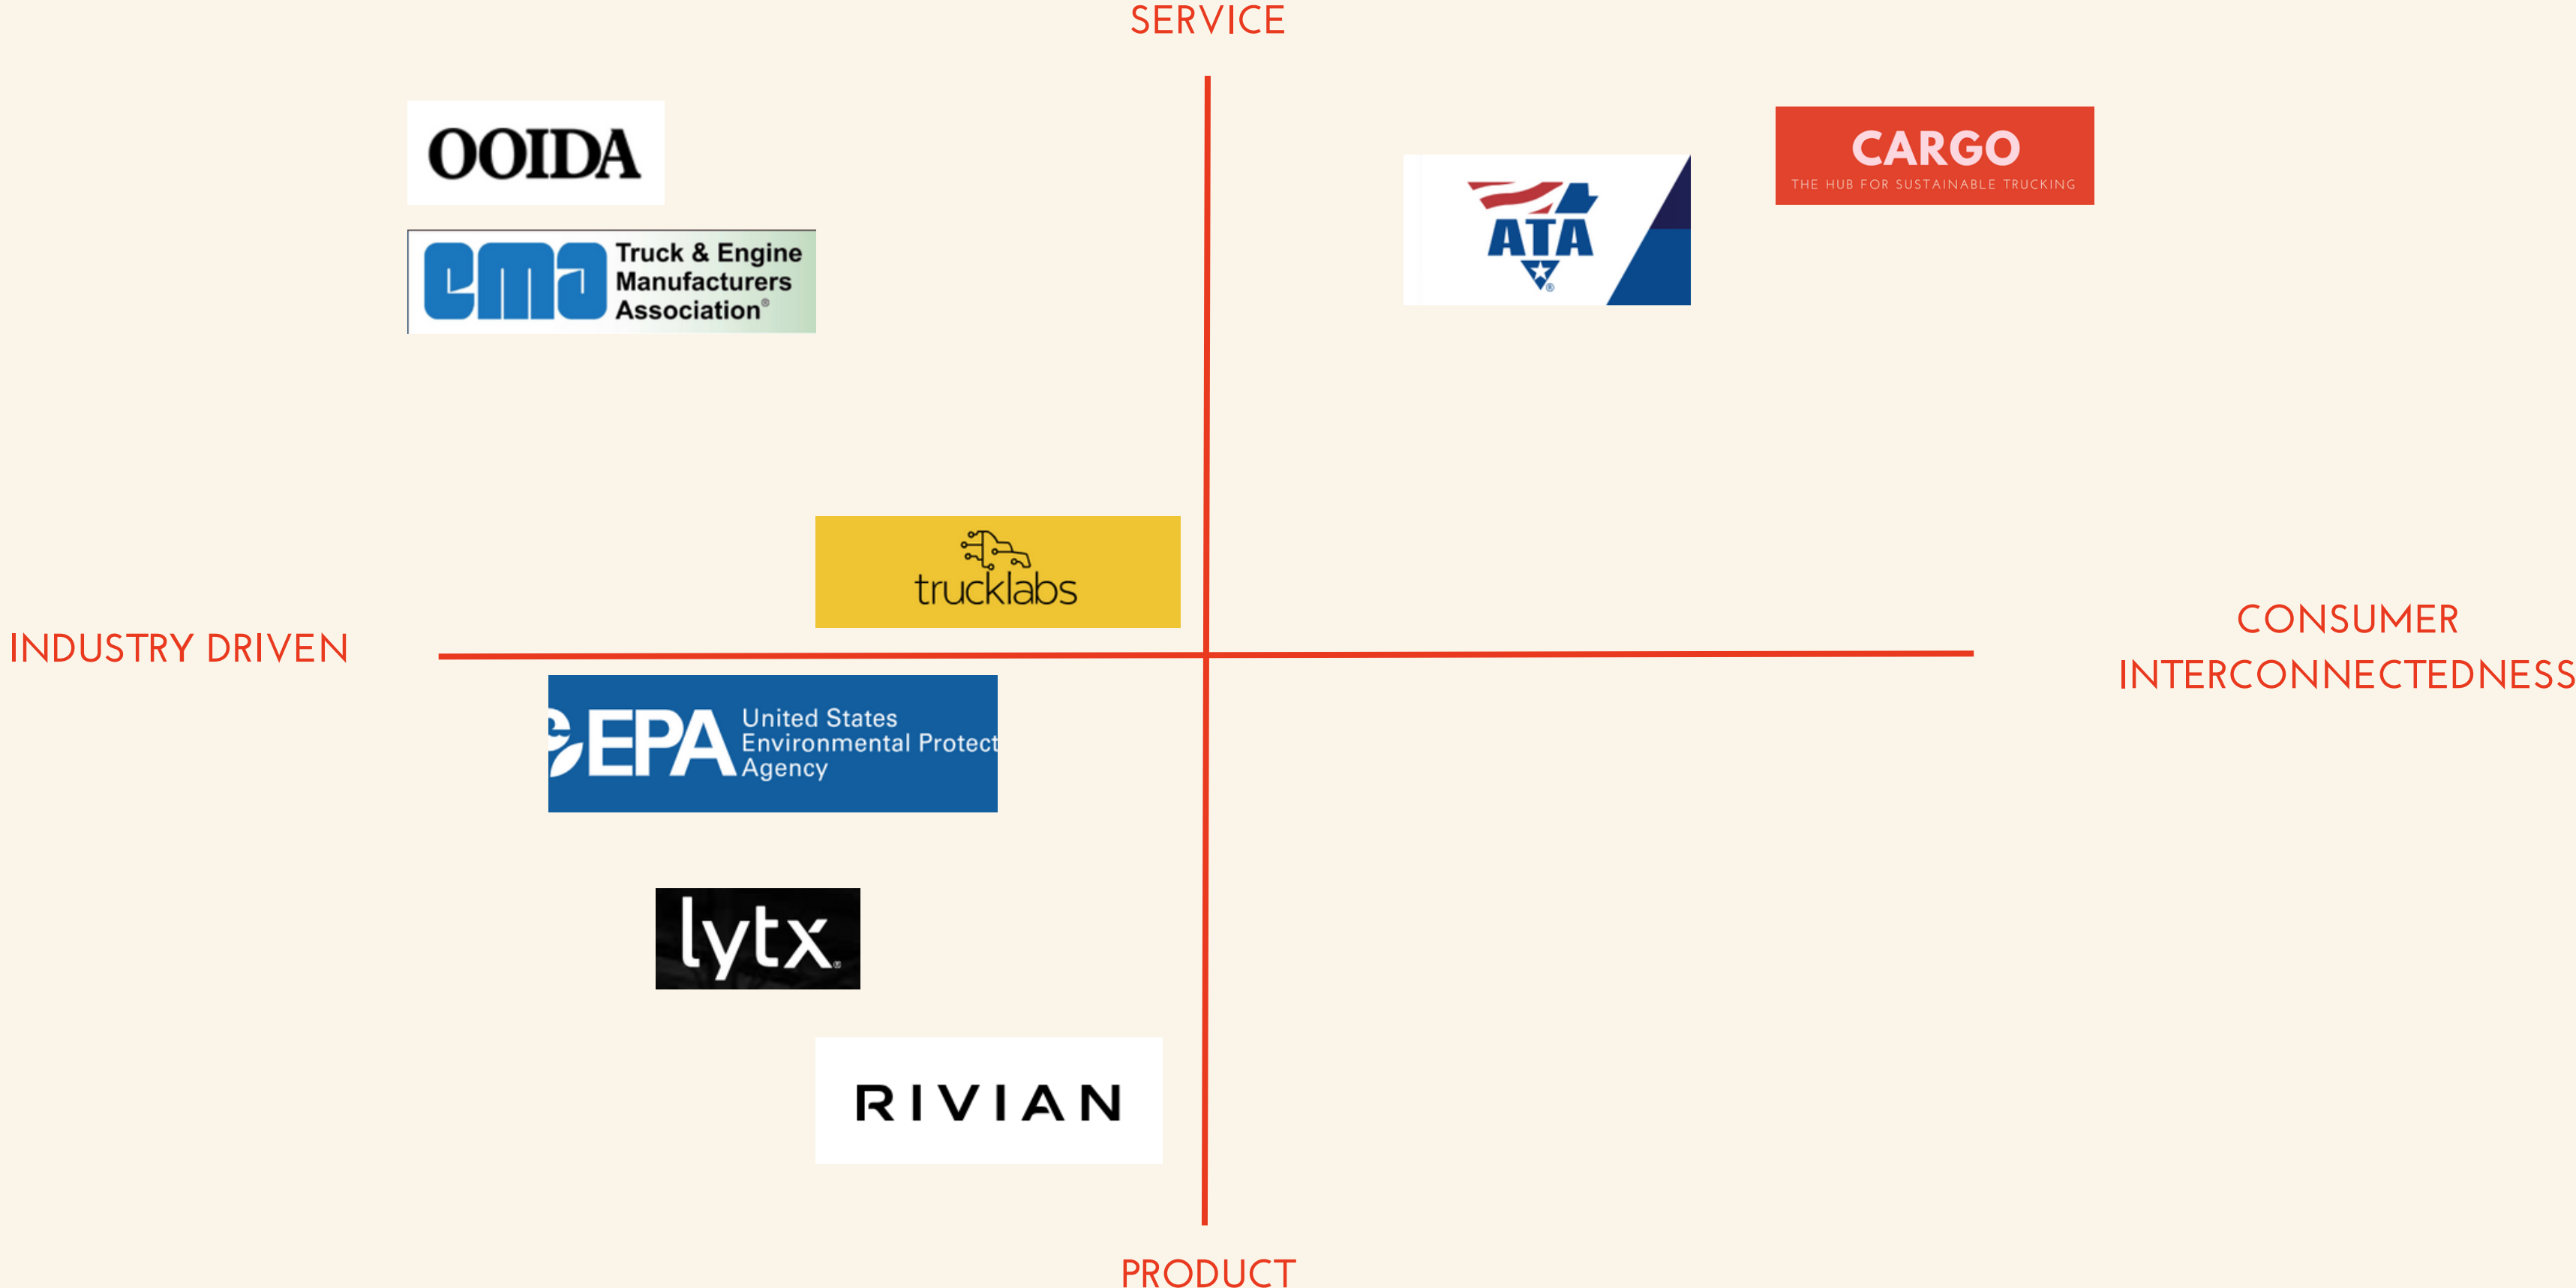 SERVICE
OOIDA
CARGO
THE HUB FOR SUSTAINABLE TRUCKING
ATA
®
ema
Truck & Engine
Manufacturers
Association®
trucklabs
INDUSTRY DRIVEN
CONSUMER
INTERCONNECTEDNESS
EPA
United States
Environmental Protect
Agency
lytx®
RIVIAN
PRODUCT